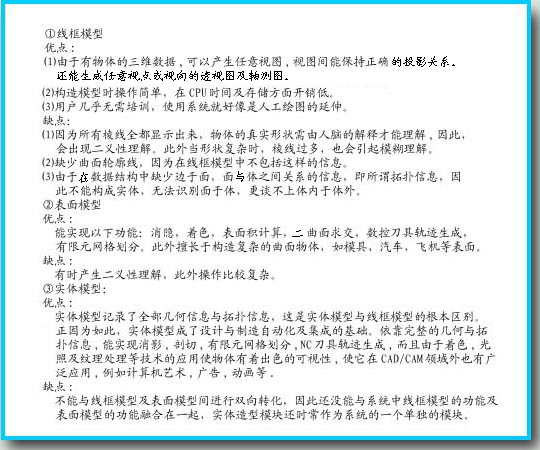 ①线框模型
优点：
(1)由于有物体的三维数据，可以产生任意视图，视图间能保持正确的投影关系。
还能生成任意视点或视向的透视图及轴测图。
(2)构造模型时操作简单，在CPU时间及存储方面开销低。
(3)用户几乎无需培训，使用系统就好像是人工绘图的延伸。
缺点：
(1)因为所有棱线全都显示出来，物体的真实形状需由人脑的解释才能理解，因此，
会出现二义性理解。此外当形状复杂时，棱线过多，也会引起模糊理解。
(2)缺少曲面轮廓线，因为在线框模型中不包括这样的信息。
(3)由于在数据结构中缺少边于面，面与体之间关系的信息，即所谓拓扑信息，因
此不能构成实体，无法识别面于体，更谈不上体内于体外。
②表面模型
优点：
能实现以下功能：消隐，着色，表面积计算，二曲面求交，数控刀具轨迹生成，
有限元网格划分。此外擅长于构造复杂的曲面物体，如模具，汽车，飞机等表面。
缺点：
有时产生二义性理解，此外操作比较复杂。
③实体模型：
优点：
实体模型记录了全部几何信息与拓扑信息，这是实体模型与线框模型的根本区别。
正因为如此，实体模型成了设计与制造自动化及集成的基础。依靠完整的几何与拓
扑信息，能实现消影，剖切，有限元网格划分，NC刀具轨迹生成，而且由于着色，光
照及纹理处理等技术的应用使物体有着出色的可视性，使它在CAD/CAM领域外也有广
泛应用，例如计算机艺术，广告，动画等．
缺点：
不能与线框模型及表面模型间进行双向转化，因此还没能与系统中线框模型的功能及
表面模型的功能融合在一起，实体造型模块还时常作为系统的一个单独的模块。